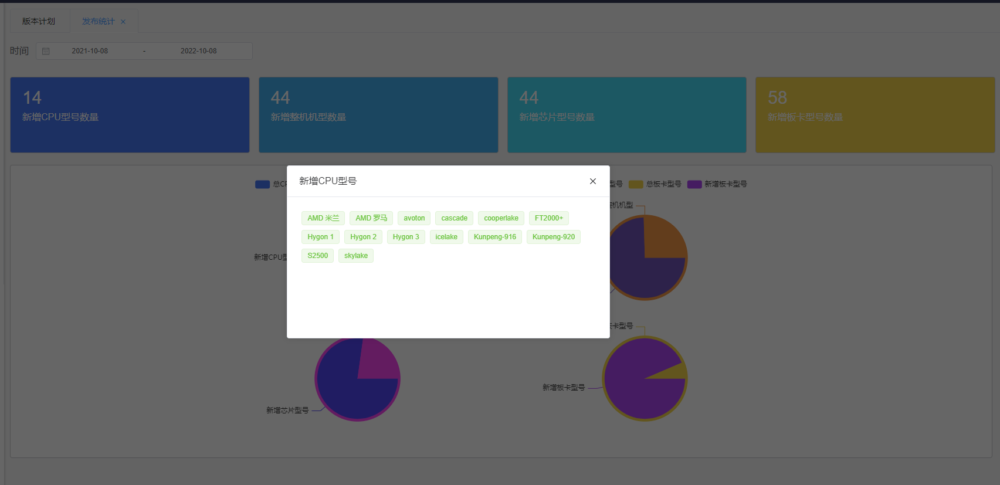 版本计划 发布统计
时间 2021-10-08 - 2022-10-08
14 44 44 58
新增CPU型号数量 新增整机机型数量 新增芯片型号数量 新增板卡型号数量
总CP 型号 总板卡型号 新增板卡型号
新增CPU型号
整机机型
AMD 米兰 AMD 罗马 avoton cascade cooperlake FT2000+
Hygon 1 Hygon 2 Hygon 3 icelake Kunpeng-916 Kunpeng-920
S2500 skylake
新增CPU型
板卡型号
新增板卡型号
新增芯片型号